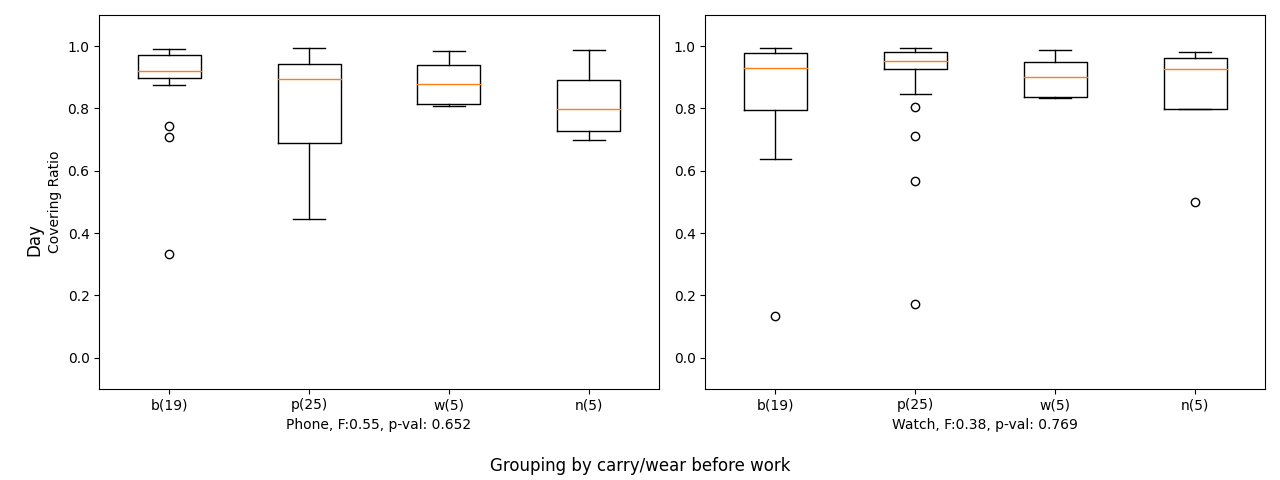 Day
Covering Ratio
1.0
0.8
0.6
0.4
0.2
0.0
b(19) p(25) w(5) n(5)
Phone, F:0.55, p-val: 0.652
1.0
0.8
0.6
0.4
0.2
0.0
b(19) p(25) w(5) n(5)
Watch, F:0.38, p-val: 0.769
Grouping by carry/wear before work